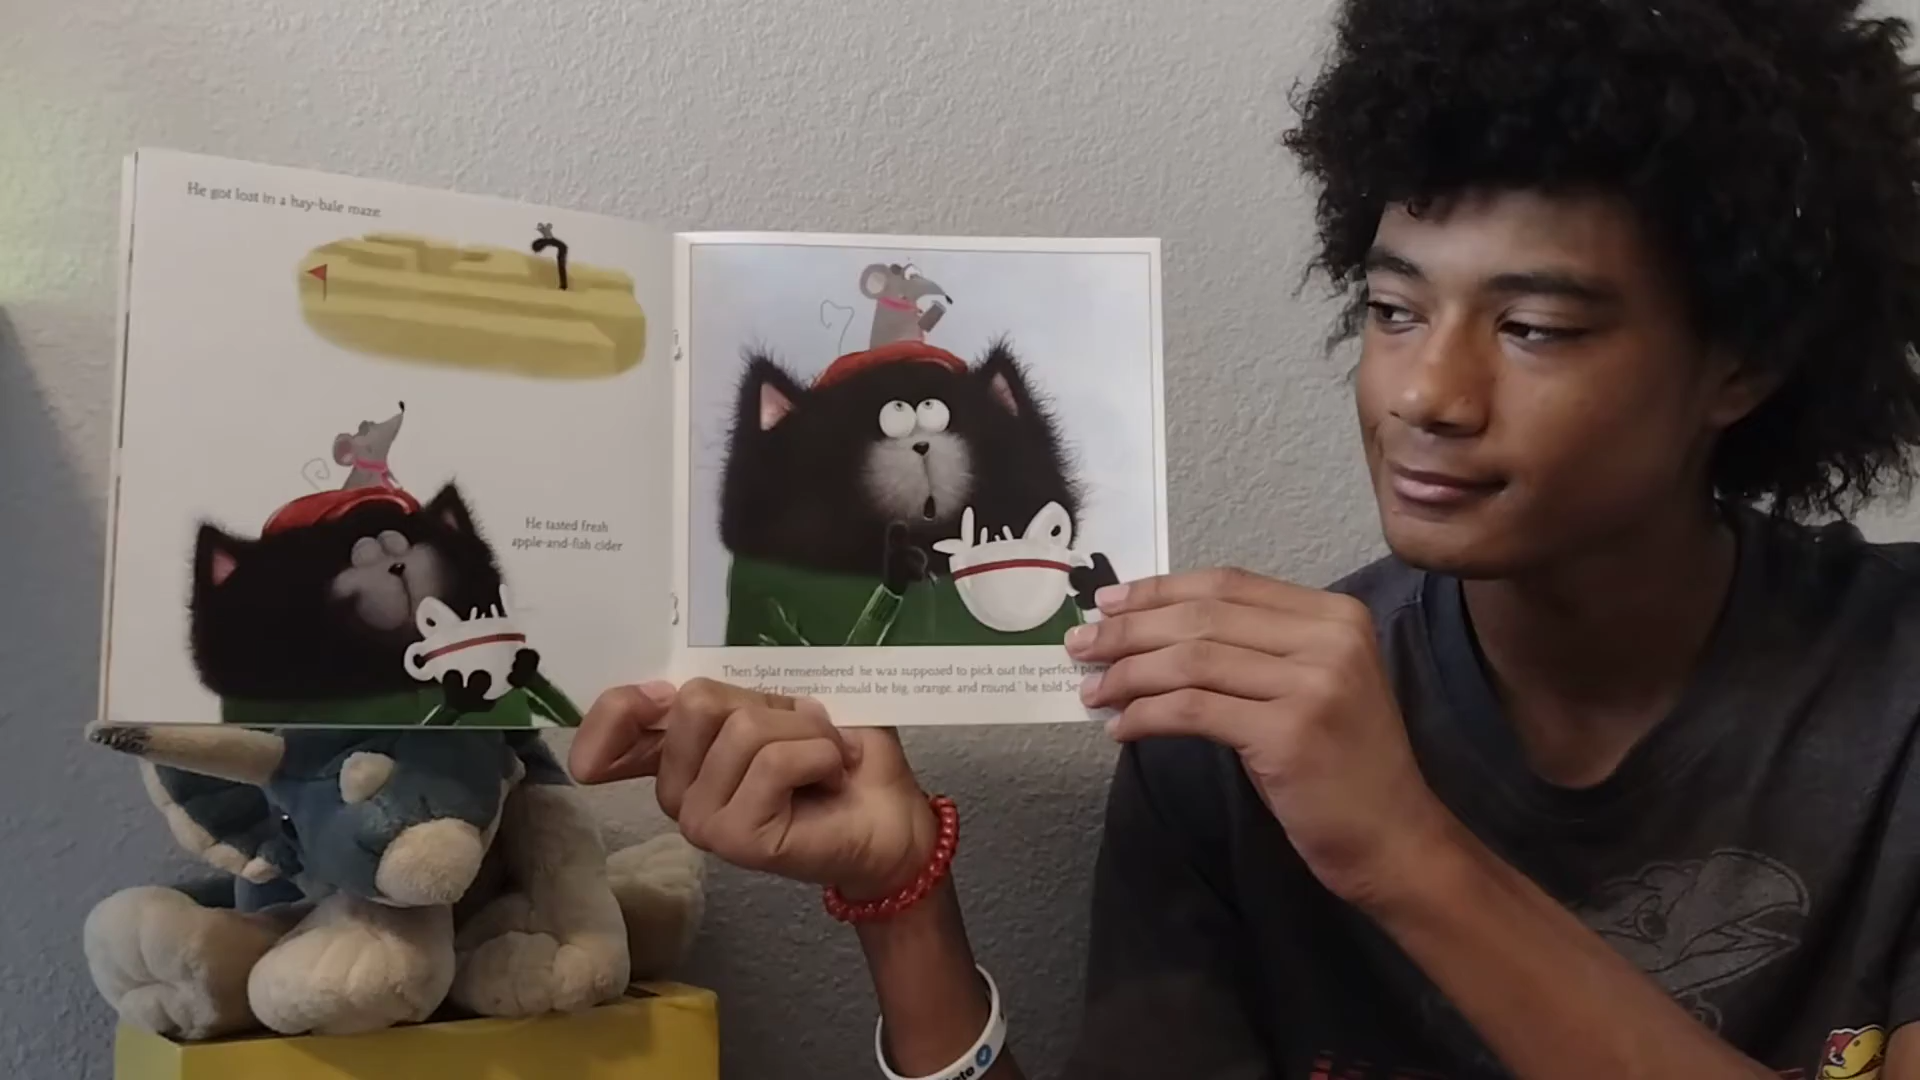 He got lost in a hay-bale maze.
He tasted fresh
apple-and-fish cider
Then Splat remembered he was supposed to pick out the perfect
pumpkin should be big, orange, and round." he told